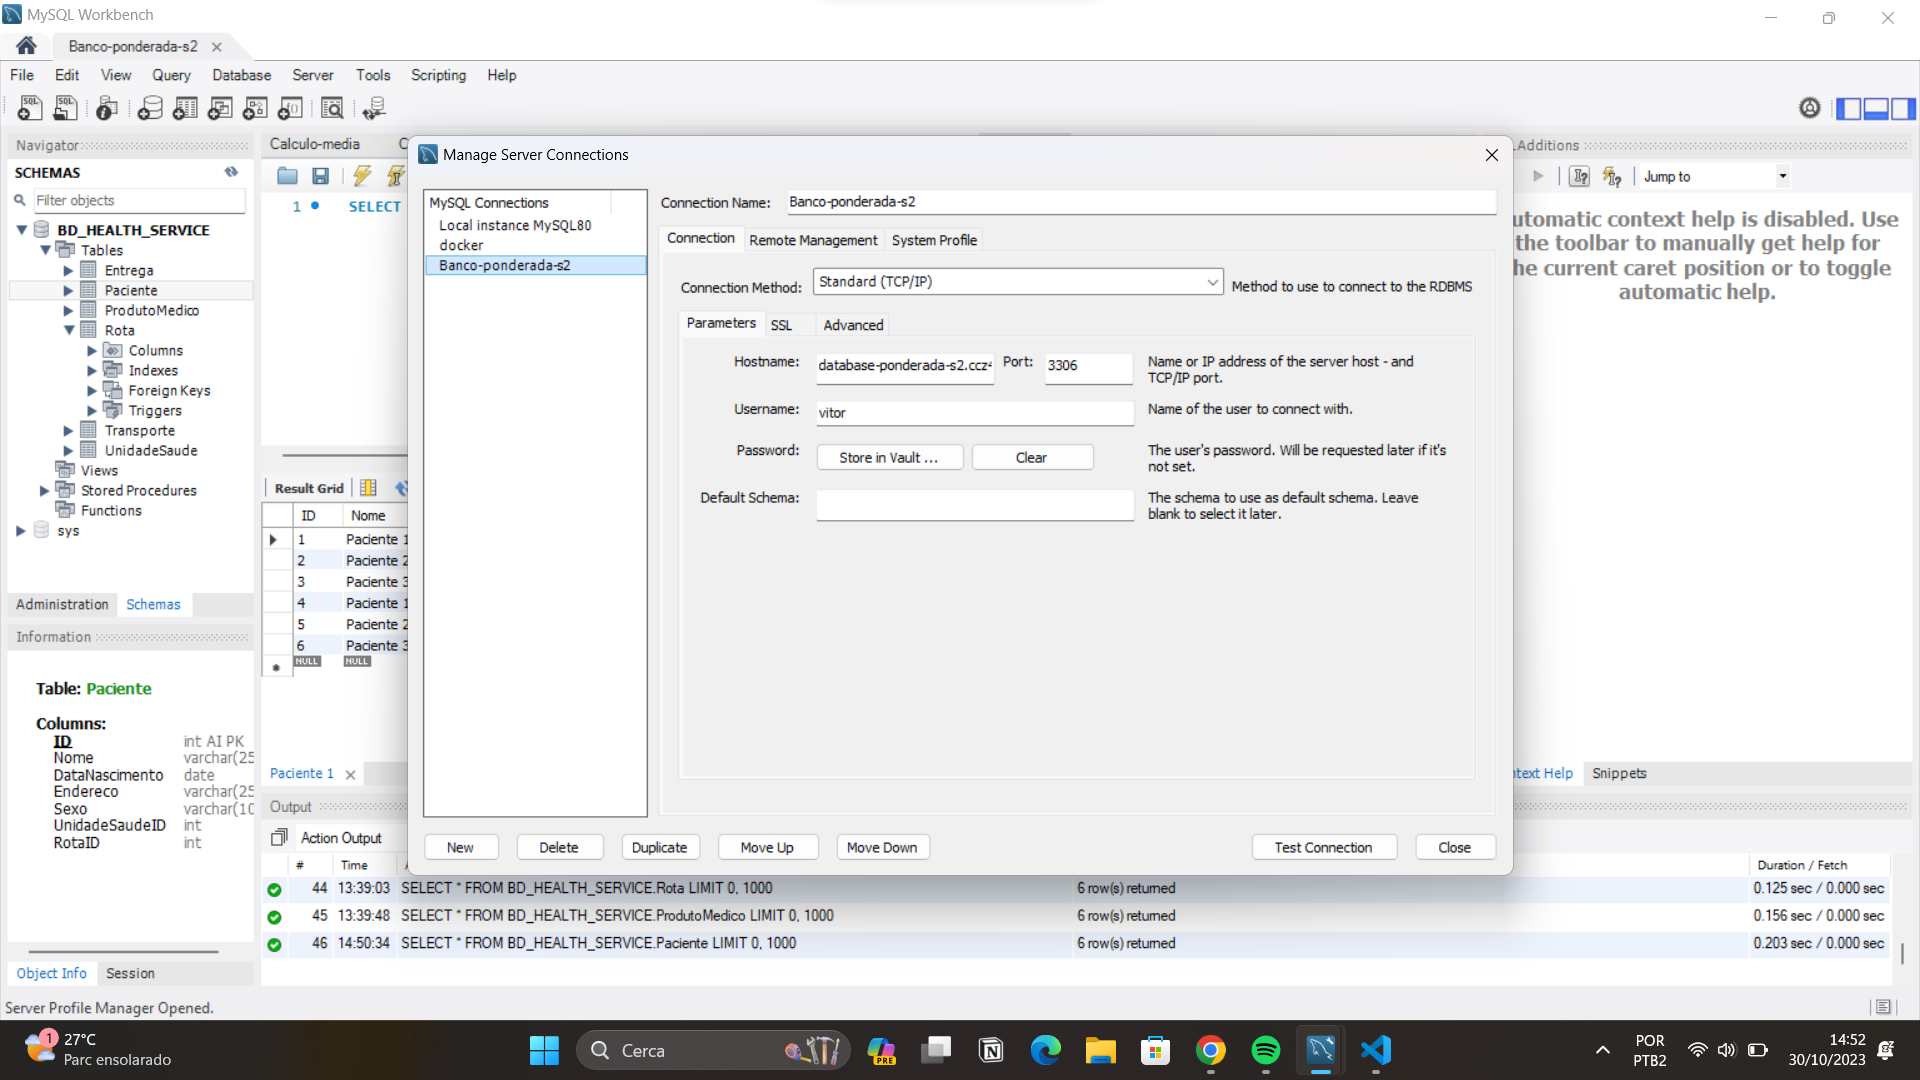 MySQL Workbench
Banco-ponderada-s2
File Edit View Query Database Server Tools Scripting Help
Navigator
SCHEMAS
Filter objects
BD_HEALTH_SERVICE
Tables
Entrega
Paciente
ProdutoMedico
Rota
Columns
Indexes
Foreign Keys
Triggers
Transporte
UnidadeSaude
Views
Stored Procedures
Functions
sys
Administration Schemas
Information
Table: Paciente
Columns:
ID int AI PK
Nome varchar(25
DataNascimento date
Endereco varchar(25
Sexo varchar(10
UnidadeSaudeID int
RotaID int
Object Info Session
Server Profile Manager Opened.
Calculo-media
1 SELECT
Result Grid
ID Nome
1 Paciente 1
2 Paciente 2
3 Paciente 3
4 Paciente 1
5 Paciente 2
6 Paciente 3
NULL NULL
Paciente 1
Manage Server Connections
MySQL Connections
Local instance MySQL80
docker
Banco-ponderada-s2
Connection Name: Banco-ponderada-s2
Connection Remote Management System Profile
Connection Method: Standard (TCP/IP) Method to use to connect to the RDBMS
Parameters SSL Advanced
Hostname: database-ponderada-s2.ccz4 Port: 3306 Name or IP address of the server host - and
TCP/IP port.
Username: vitor Name of the user to connect with.
Password: Store in Vault ... Clear The user's password. Will be requested later if it's
not set.
Default Schema: The schema to use as default schema. Leave
blank to select it later.
New Delete Duplicate Move Up Move Down Test Connection Close
Additions
Jump to
utomatic context help is disabled. Use
the toolbar to manually get help for
he current caret position or to toggle
automatic help.
ntext Help Snippets
Output
Action Output
# Time Duration / Fetch
44 13:39:03 SELECT * FROM BD_HEALTH_SERVICE.Rota LIMIT 0, 1000 6 row(s) returned 0.125 sec / 0.000 sec
45 13:39:48 SELECT * FROM BD_HEALTH_SERVICE.ProdutoMedico LIMIT 0, 1000 6 row(s) returned 0.156 sec / 0.000 sec
46 14:50:34 SELECT * FROM BD_HEALTH_SERVICE.Paciente LIMIT 0, 1000 6 row(s) returned 0.203 sec / 0.000 sec
1
27°C
Parc ensolarado
Cerca
PRE
POR
PTB2
14:52
30/10/2023